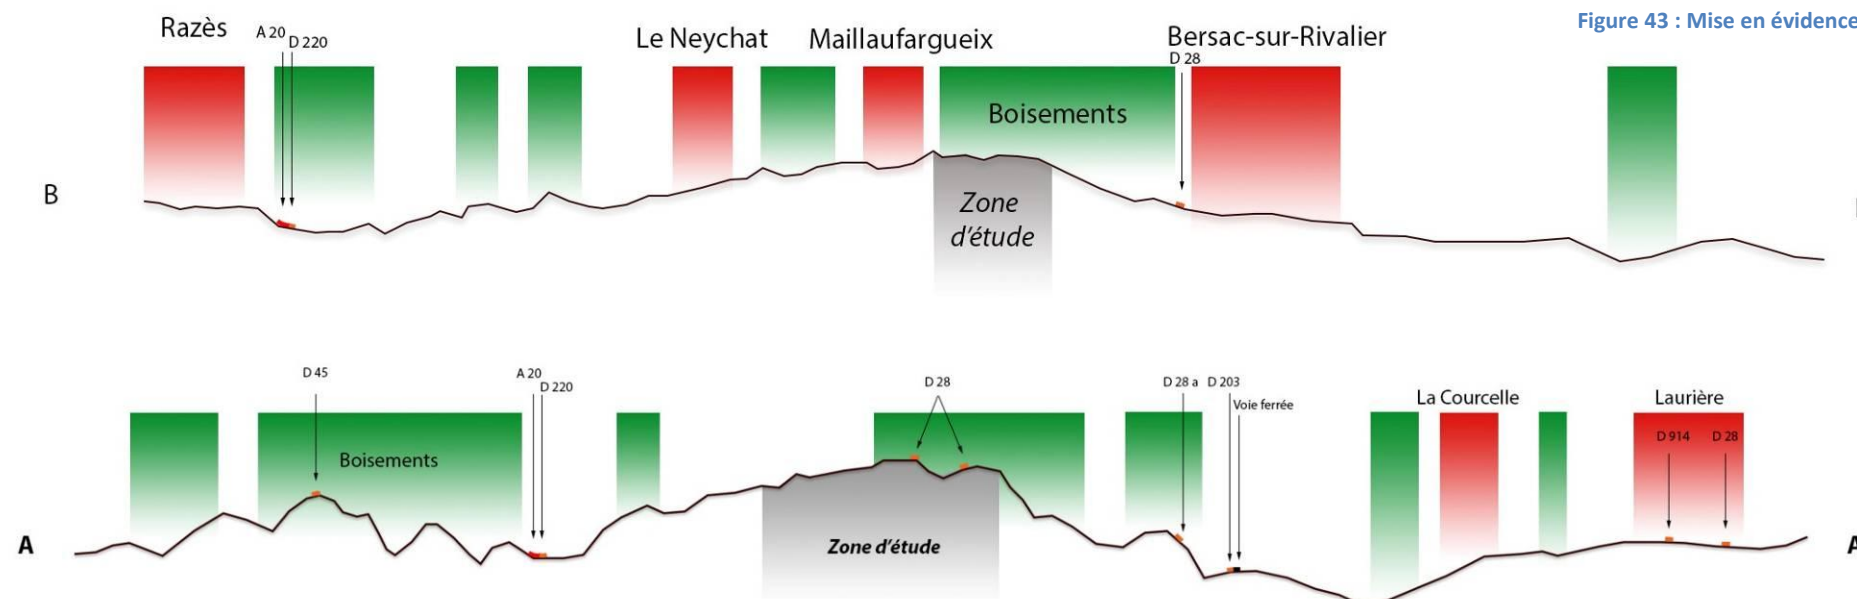 Figure 43 : Mise en évidence
Razès
A 20
D 220
Le Neychat
Maillaufargueix
Bersac-sur-Rivalier
D 28
Boisements
B
Zone
d'étude
D 45
A 20
D 220
D 28
D 28 a
D 203
Voie ferrée
La Courcelle
Laurière
D 914
D 28
Boisements
A
Zone d'étude